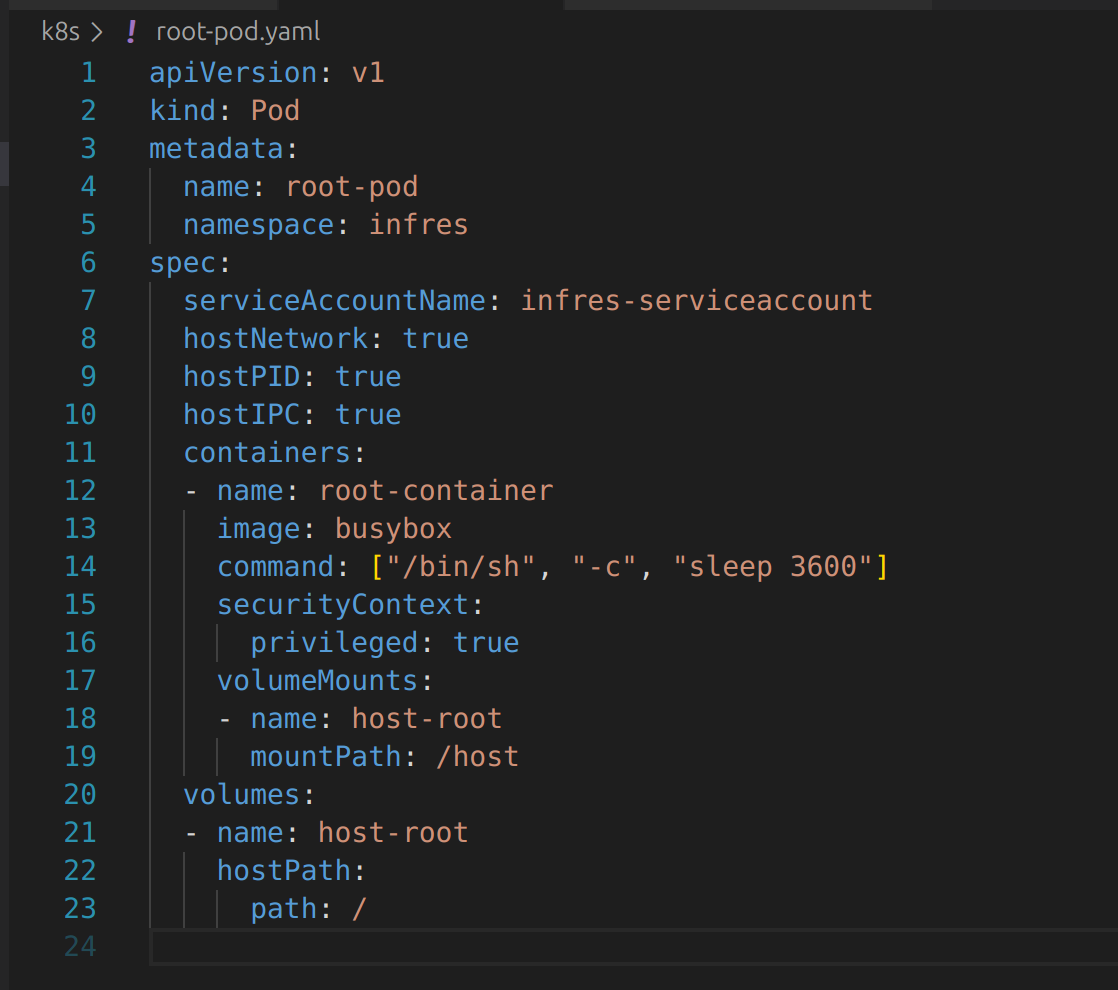 k8s > ! root-pod.yaml
1 apiVersion: v1
2 kind: Pod
3 metadata:
4   name: root-pod
5   namespace: infres
6 spec:
7   serviceAccountName: infres-serviceaccount
8   hostNetwork: true
9   hostPID: true
10   hostIPC: true
11   containers:
12   - name: root-container
13     image: busybox
14     command: ["/bin/sh", "-c", "sleep 3600"]
15     securityContext:
16       privileged: true
17     volumeMounts:
18     - name: host-root
19       mountPath: /host
20   volumes:
21   - name: host-root
22     hostPath:
23       path: /
24